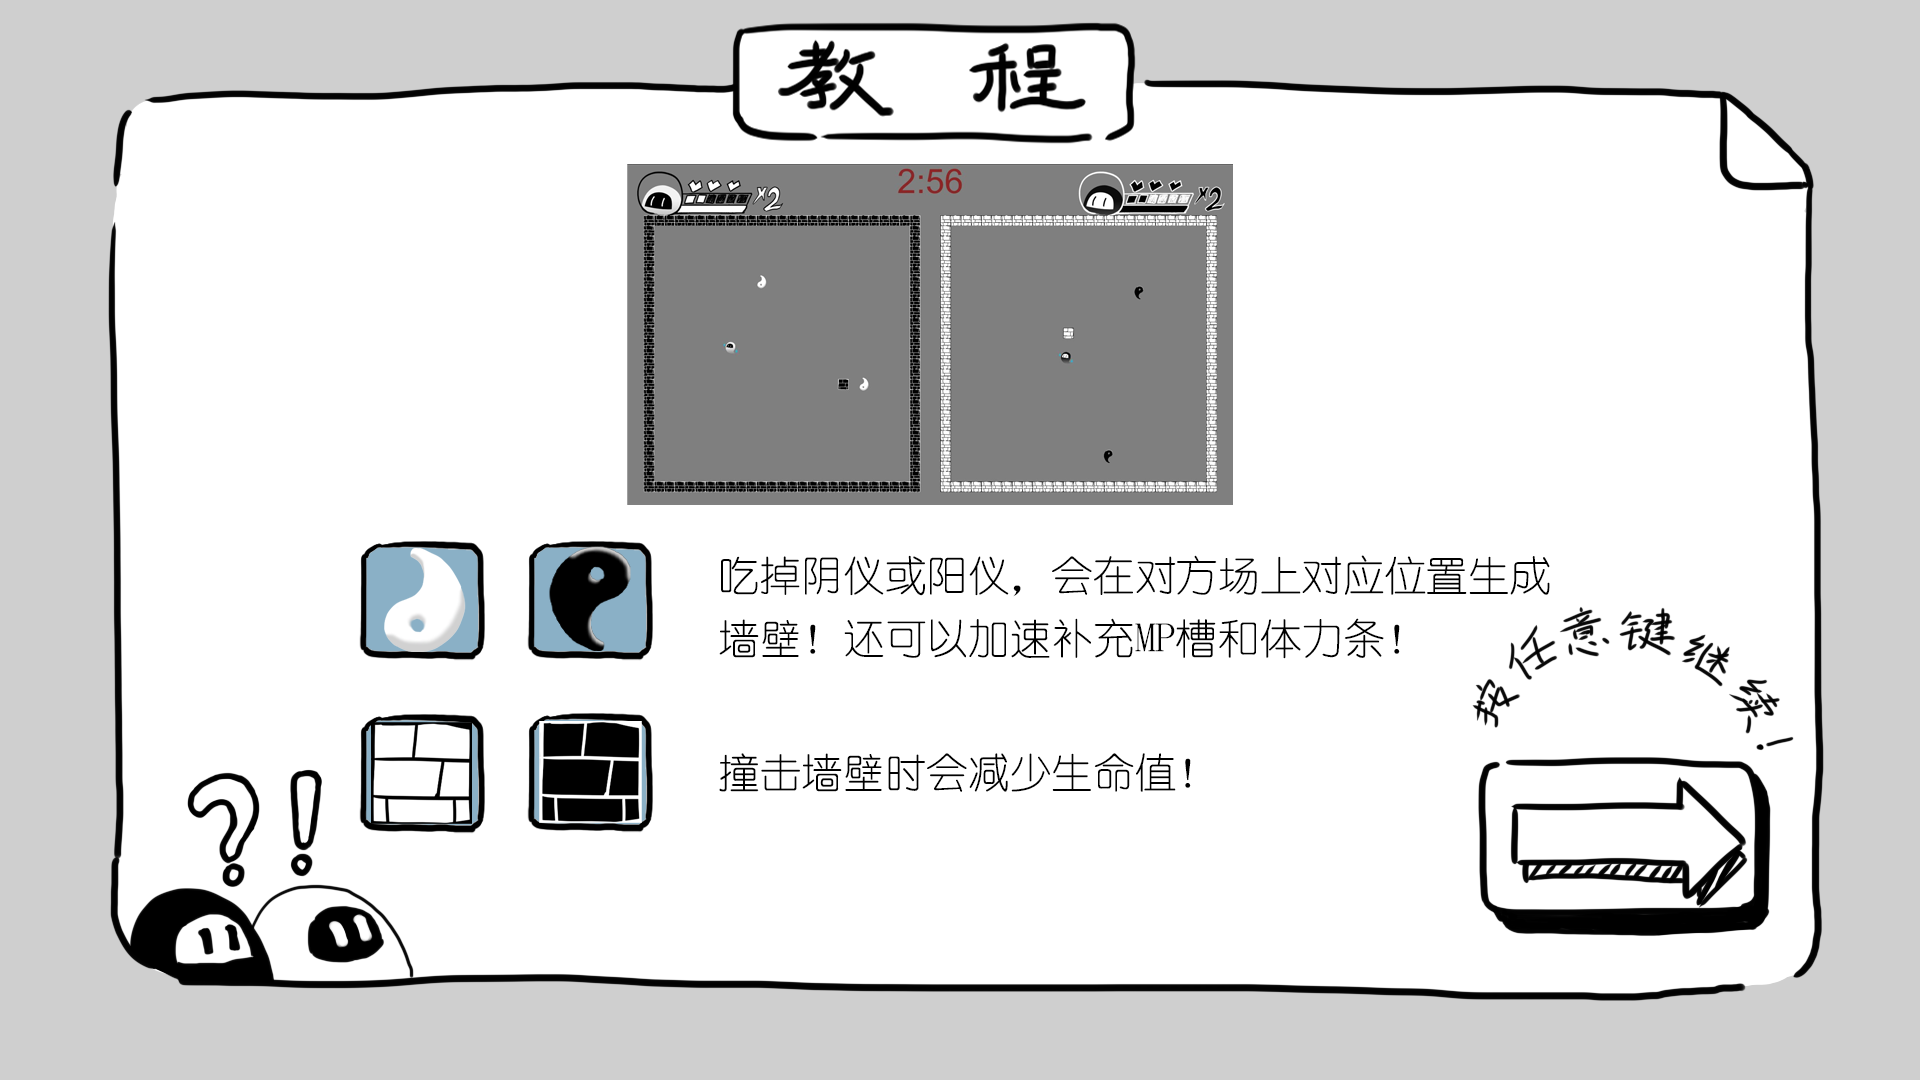 教 程
2:56
×2
×2
吃掉阴仪或阳仪，会在对方场上对应位置生成
墙壁！还可以加速补充MP槽和体力条！
按任意键继续！
撞击墙壁时会减少生命值！
?!